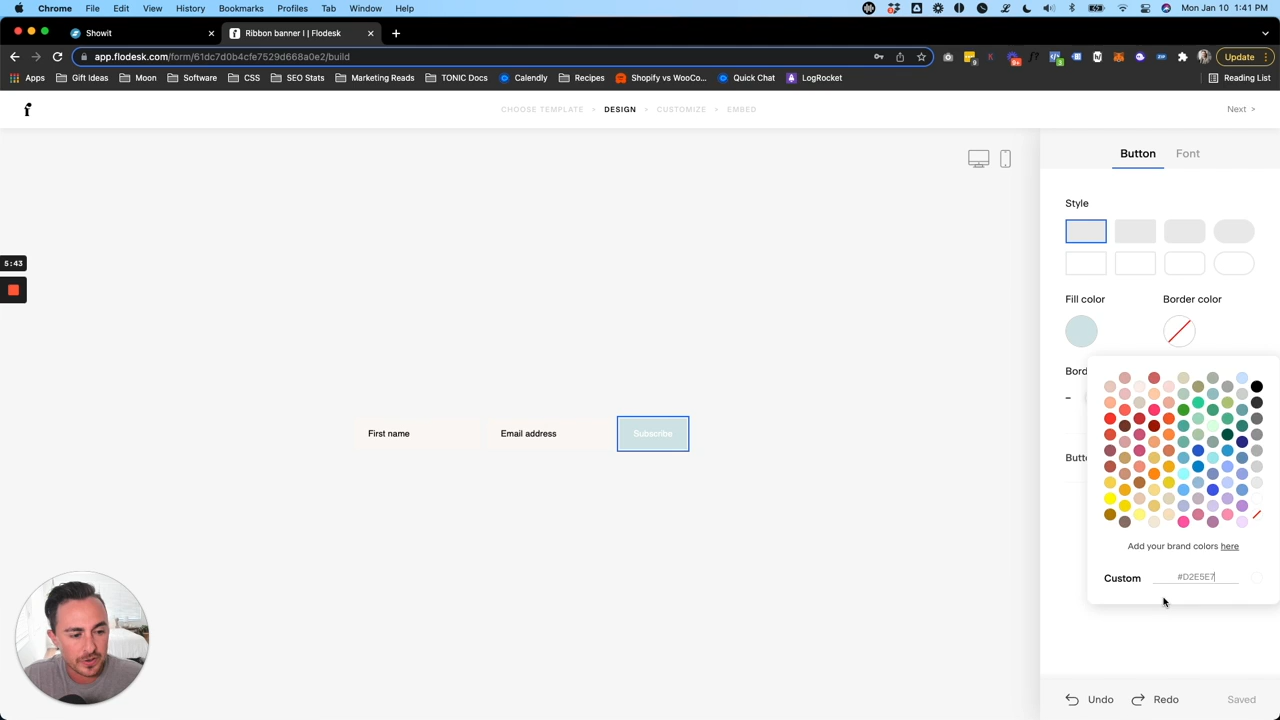 Chrome File Edit View History Bookmarks Profiles Tab Window Help Mon Jan 10 1:41 PM
Showit
Ribbon banner I | Flodesk
app.flodesk.com/form/61dc7d0b4cfe7529d668a0e2/build
Update
Apps Gift Ideas Moon Software CSS SEO Stats Marketing Reads TONIC Docs Calendly Recipes Shopify vs WooCo... Quick Chat LogRocket Reading List
CHOOSE TEMPLATE DESIGN CUSTOMIZE EMBED
Next >
Button Font
Style
5:43
Fill color Border color
Bord
First name Email address Subscribe
Butto
Add your brand colors here
Custom #D2E5E7
Undo Redo Saved